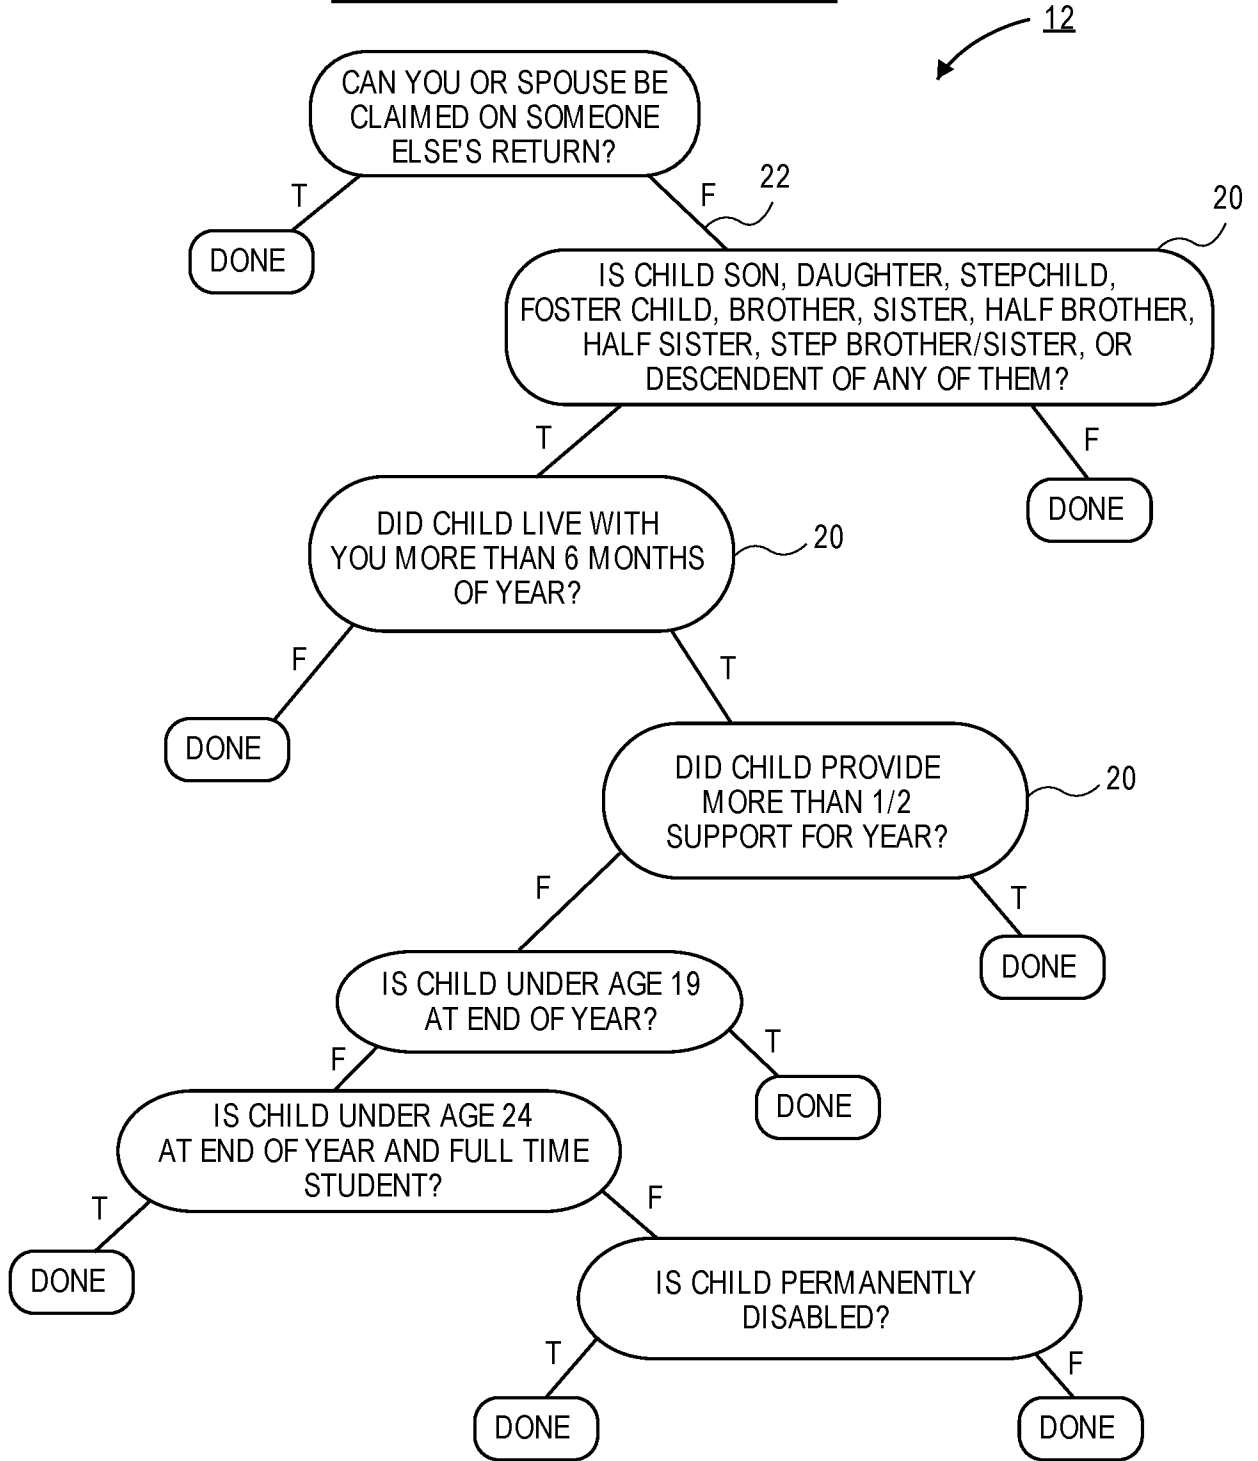 12
CAN YOU OR SPOUSE BE
CLAIMED ON SOMEONE
ELSE'S RETURN?
T
F
22
20
DONE
IS CHILD SON, DAUGHTER, STEPCHILD,
FOSTER CHILD, BROTHER, SISTER, HALF BROTHER,
HALF SISTER, STEP BROTHER/SISTER, OR
DESCENDENT OF ANY OF THEM?
T
F
DID CHILD LIVE WITH
YOU MORE THAN 6 MONTHS
OF YEAR?
20
DONE
F
T
DONE
DID CHILD PROVIDE
MORE THAN 1/2
SUPPORT FOR YEAR?
20
F
T
DONE
IS CHILD UNDER AGE 19
AT END OF YEAR?
F
T
DONE
IS CHILD UNDER AGE 24
AT END OF YEAR AND FULL TIME
STUDENT?
T
F
DONE
IS CHILD PERMANENTLY
DISABLED?
T
F
DONE
DONE